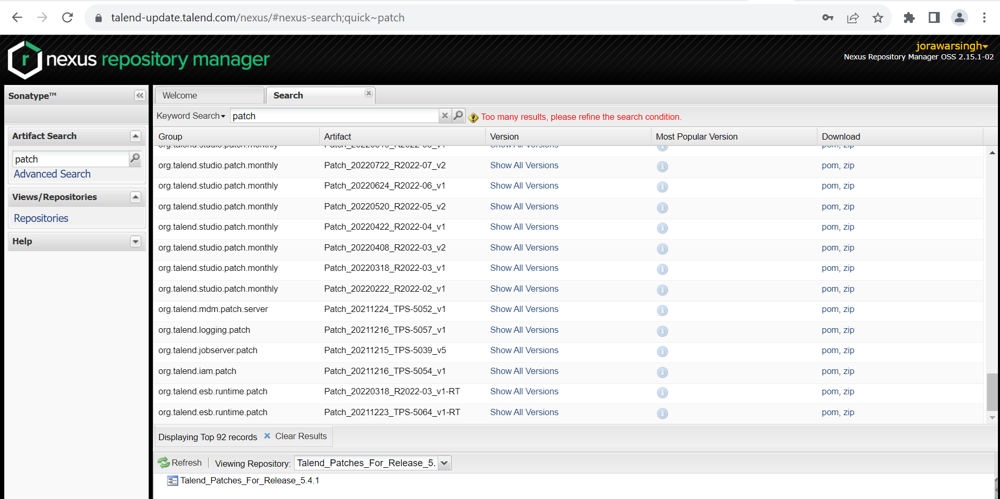 talend-update.talend.com/nexus/#nexus-search;quick~patch
nexus repository manager
jorawarsingh
Nexus Repository Manager OSS 2.15.1-02
Sonatype™
Welcome
Search
Keyword Search
patch
Too many results, please refine the search condition.
Artifact Search
patch
Advanced Search
Views/Repositories
Repositories
Help
Group Artifact Version Most Popular Version Download
org.talend.studio.patch.monthly Show All Versions pom, zip
org.talend.studio.patch.monthly Patch_20220722_R2022-07_v2 Show All Versions pom, zip
org.talend.studio.patch.monthly Patch_20220624_R2022-06_v1 Show All Versions pom, zip
org.talend.studio.patch.monthly Patch_20220520_R2022-05_v2 Show All Versions pom, zip
org.talend.studio.patch.monthly Patch_20220422_R2022-04_v1 Show All Versions pom, zip
org.talend.studio.patch.monthly Patch_20220408_R2022-03_v2 Show All Versions pom, zip
org.talend.studio.patch.monthly Patch_20220318_R2022-03_v1 Show All Versions pom, zip
org.talend.studio.patch.monthly Patch_20220222_R2022-02_v1 Show All Versions pom, zip
org.talend.mdm.patch.server Patch_20211224_TPS-5052_v1 Show All Versions pom, zip
org.talend.logging.patch Patch_20211216_TPS-5057_v1 Show All Versions pom, zip
org.talend.jobserver.patch Patch_20211215_TPS-5039_v5 Show All Versions pom, zip
org.talend.iam.patch Patch_20211216_TPS-5054_v1 Show All Versions pom, zip
org.talend.esb.runtime.patch Patch_20220318_R2022-03_v1-RT Show All Versions pom, zip
org.talend.esb.runtime.patch Patch_20211223_TPS-5064_v1-RT Show All Versions pom, zip
Displaying Top 92 records Clear Results
Refresh Viewing Repository: Talend_Patches_For_Release_5.
Talend_Patches_For_Release_5.4.1